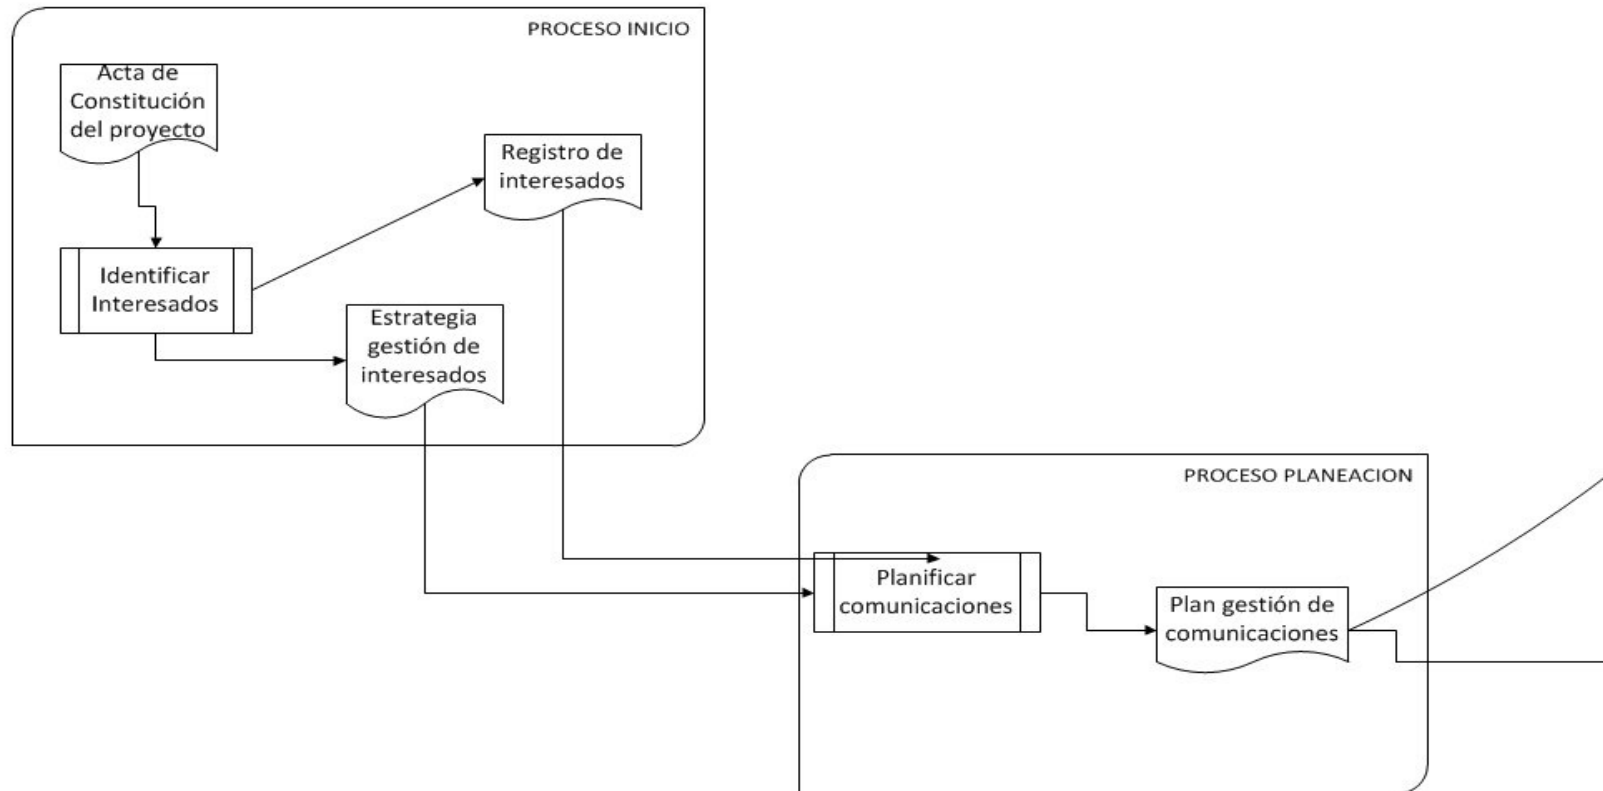 PROCESO INICIO
Acta de
Constitución
del proyecto
Registro de
interesados
Identificar
Interesados
Estrategia
gestión de
interesados
PROCESO PLANEACION
Planificar
comunicaciones
Plan gestión de
comunicaciones